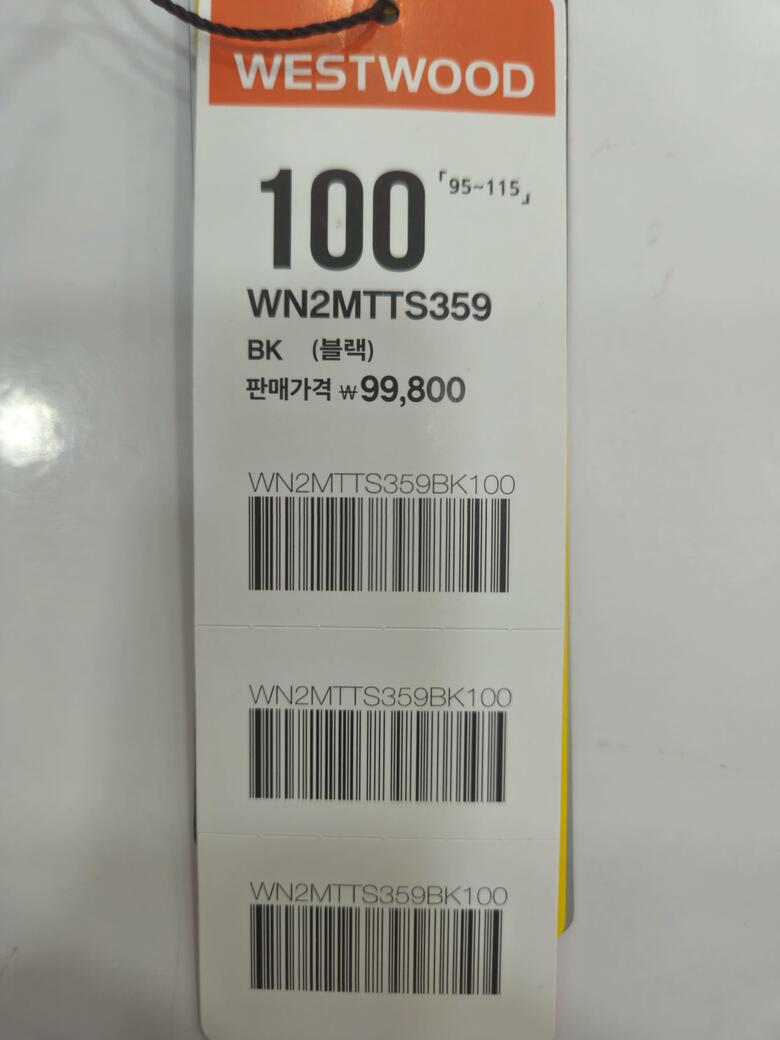 WESTWOOD
100 「95~115」
WN2MTTS359
BK (블랙)
판매가격 ₩99,800
WN2MTTS359BK100
WN2MTTS359BK100
WN2MTTS359BK100